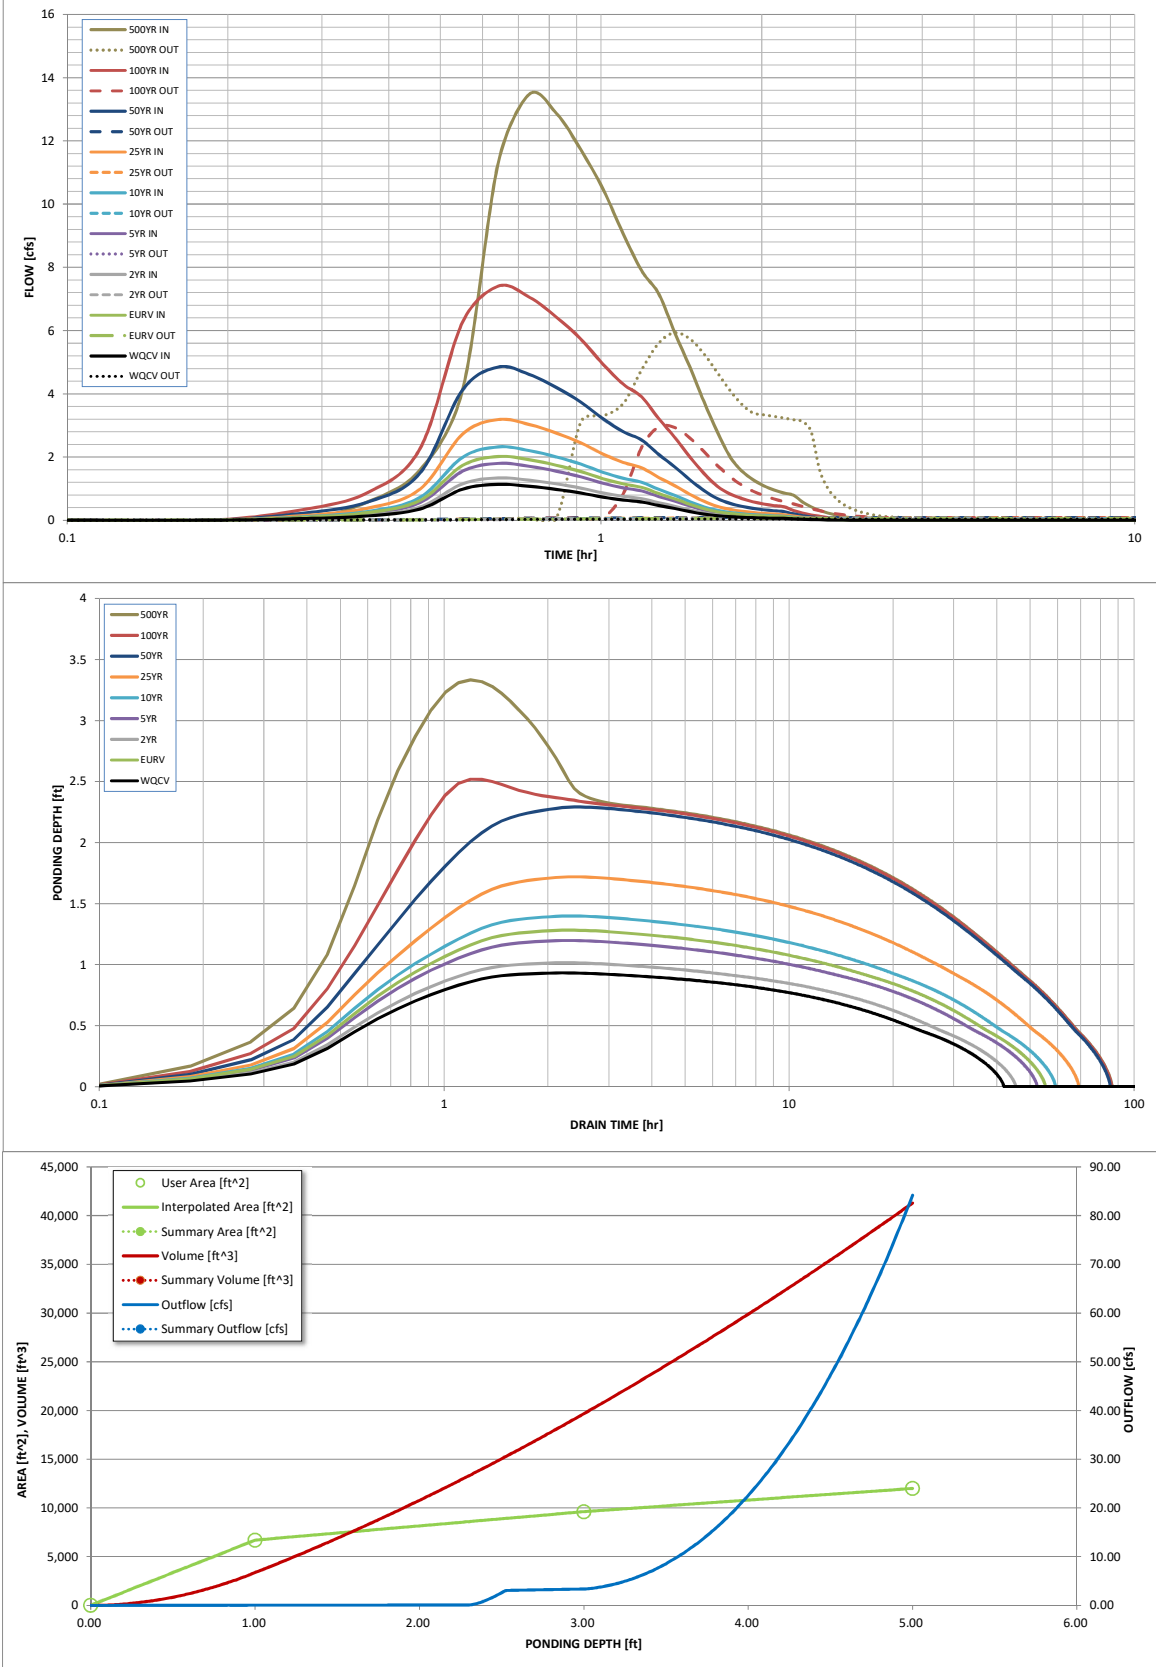 16
14
12
10
8
6
4
2
0
FLOW [cfs]
500YR IN
500YR OUT
100YR IN
100YR OUT
50YR IN
50YR OUT
25YR IN
25YR OUT
10YR IN
10YR OUT
5YR IN
5YR OUT
2YR IN
2YR OUT
EURV IN
EURV OUT
WQCV IN
WQCV OUT
0.1
1
10
TIME [hr]
4
3.5
3
2.5
2
1.5
1
0.5
0
PONDING DEPTH [ft]
500YR
100YR
50YR
25YR
10YR
5YR
2YR
EURV
WQCV
0.1
1
10
100
DRAIN TIME [hr]
45,000
40,000
35,000
30,000
25,000
20,000
15,000
10,000
5,000
0
AREA [ft^2], VOLUME [ft^3]
User Area [ft^2]
Interpolated Area [ft^2]
Summary Area [ft^2]
Volume [ft^3]
Summary Volume [ft^3]
Outflow [cfs]
Summary Outflow [cfs]
90.00
80.00
70.00
60.00
50.00
40.00
30.00
20.00
10.00
0.00
OUTFLOW [cfs]
0.00
1.00
2.00
3.00
4.00
5.00
6.00
PONDING DEPTH [ft]